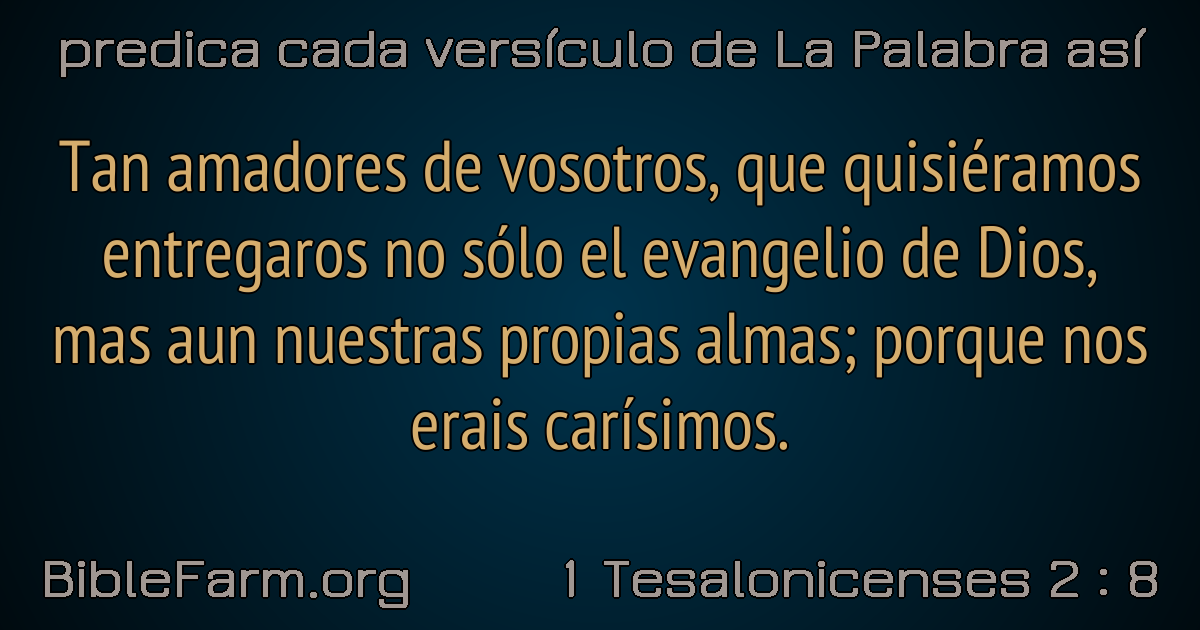 predica cada versículo de La Palabra así
Tan amadores de vosotros, que quisiéramos
entregaros no sólo el evangelio de Dios,
mas aun nuestras propias almas; porque nos
erais carísimos.
BibleFarm.org 1 Tesalonicenses 2 : 8